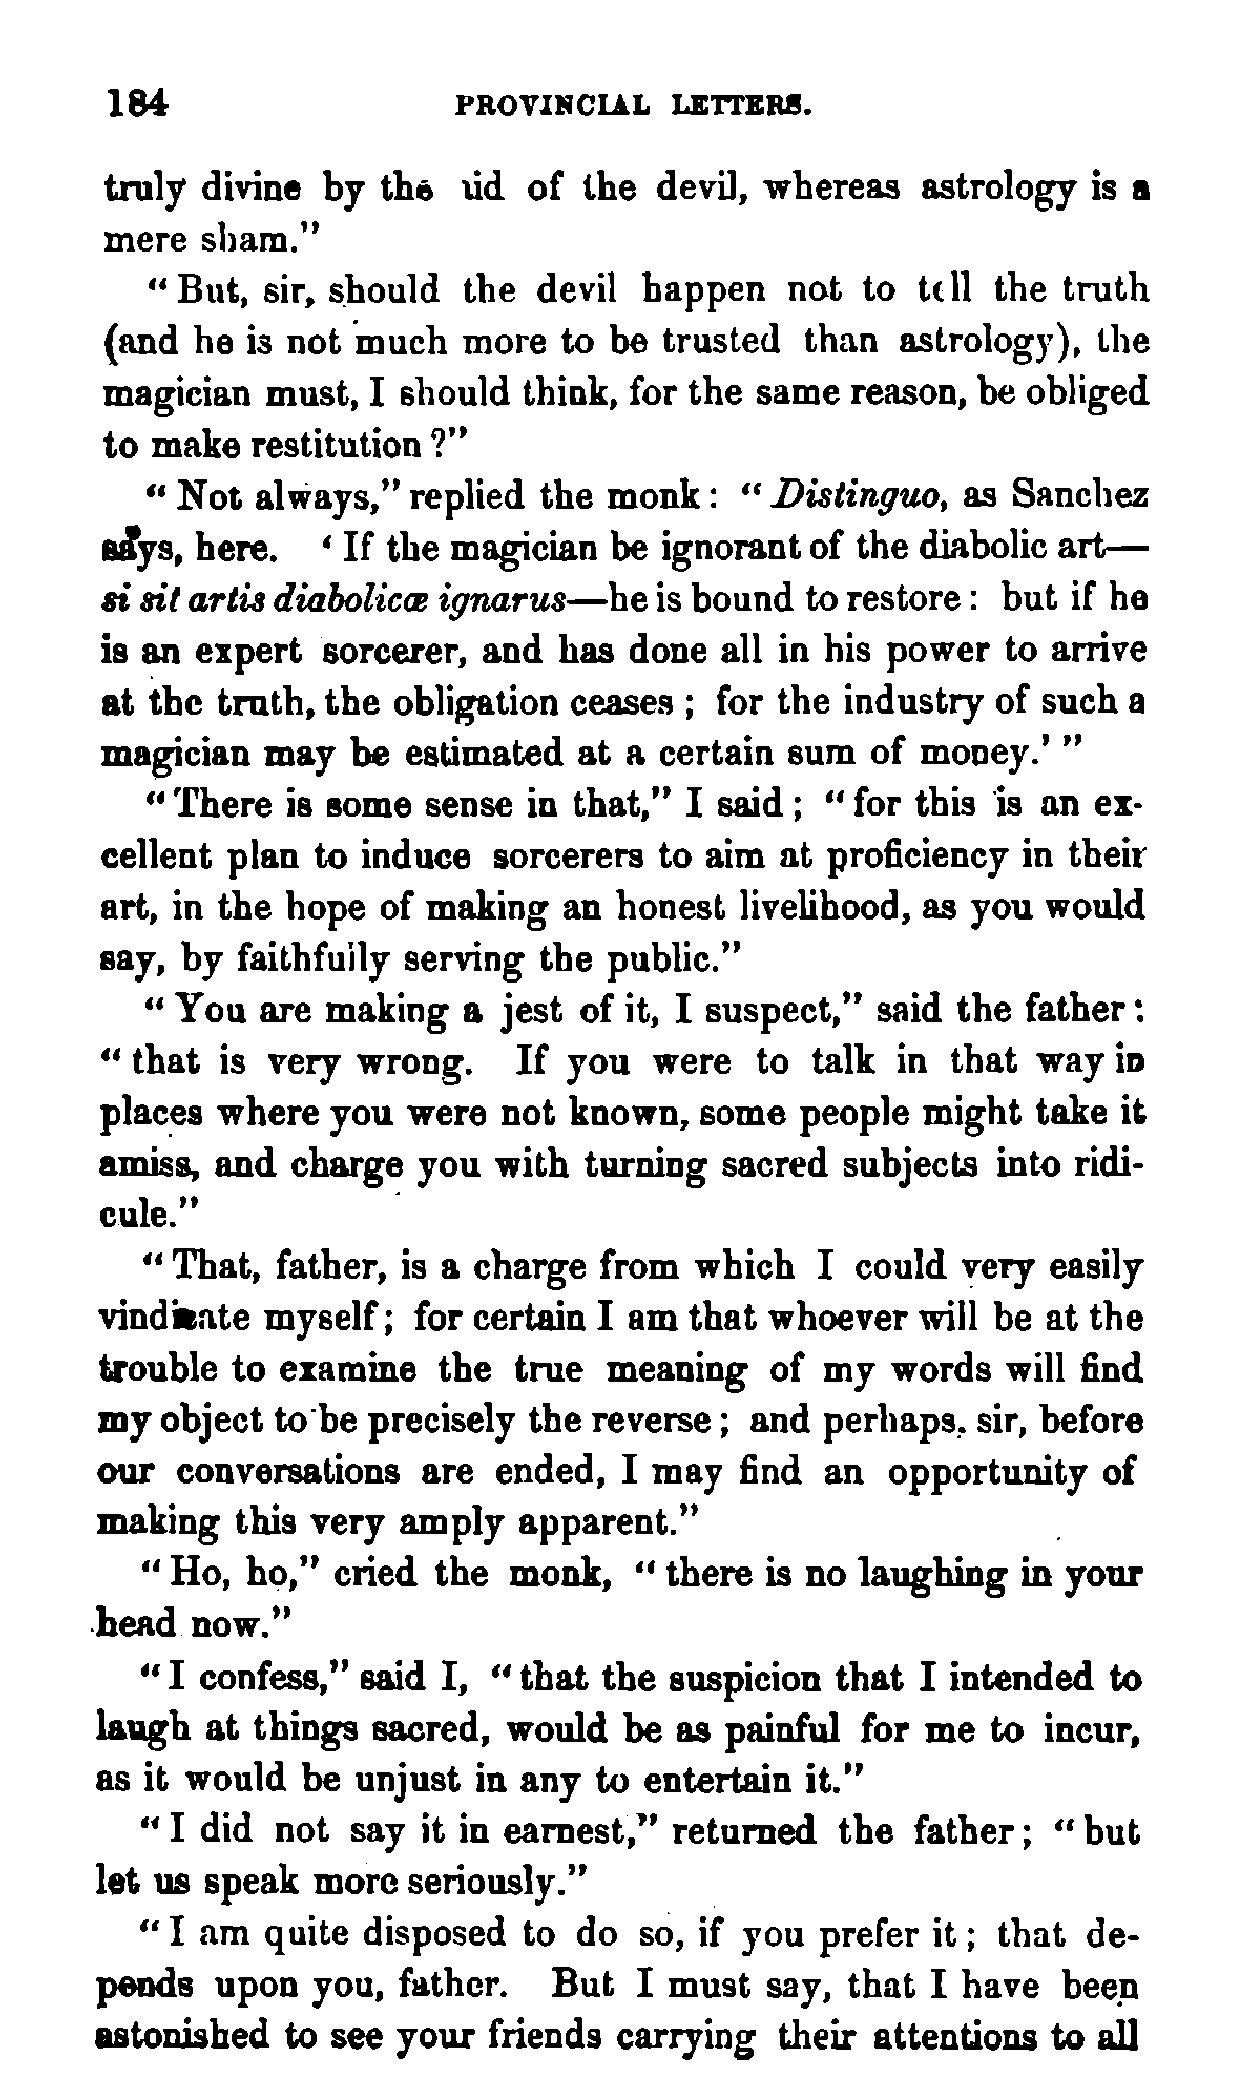 184 PROVINCIAL LETTERS.
truly divine by the aid of the devil, whereas astrology is a
mere sham."
" But, sir, should the devil happen not to tell the truth
(and he is not much more to be trusted than astrology), the
magician must, I should think, for the same reason, be obliged
to make restitution ?"
" Not always," replied the monk : " Distinguo, as Sanchez
says, here. ‘ If the magician be ignorant of the diabolic art—
si sit artis diabolicæ ignarus—he is bound to restore : but if he
is an expert sorcerer, and has done all in his power to arrive
at the truth, the obligation ceases ; for the industry of such a
magician may be estimated at a certain sum of money.’ "
" There is some sense in that," I said ; " for this is an ex-
cellent plan to induce sorcerers to aim at proficiency in their
art, in the hope of making an honest livelihood, as you would
say, by faithfully serving the public."
" You are making a jest of it, I suspect," said the father :
" that is very wrong. If you were to talk in that way in
places where you were not known, some people might take it
amiss, and charge you with turning sacred subjects into ridi-
cule."
" That, father, is a charge from which I could very easily
vindicate myself ; for certain I am that whoever will be at the
trouble to examine the true meaning of my words will find
my object to be precisely the reverse ; and perhaps, sir, before
our conversations are ended, I may find an opportunity of
making this very amply apparent."
" Ho, ho," cried the monk, " there is no laughing in your
head now."
" I confess," said I, " that the suspicion that I intended to
laugh at things sacred, would be as painful for me to incur,
as it would be unjust in any to entertain it."
" I did not say it in earnest," returned the father ; " but
let us speak more seriously."
" I am quite disposed to do so, if you prefer it ; that de-
pends upon you, father. But I must say, that I have been
astonished to see your friends carrying their attentions to all